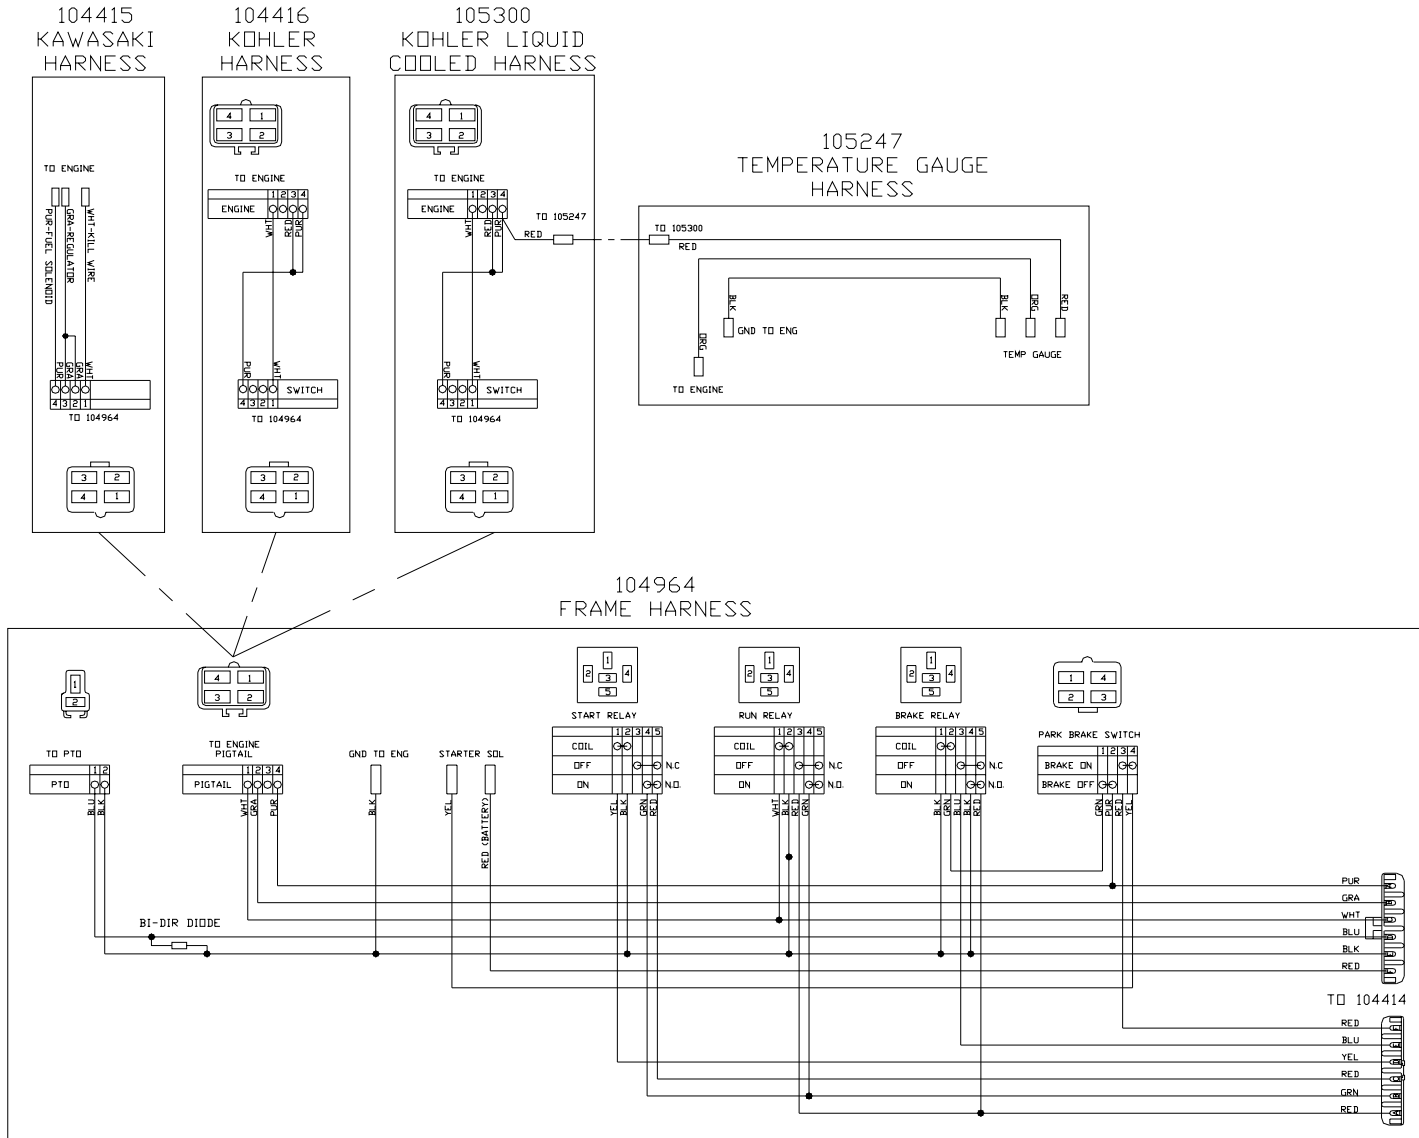 104415
KAWASAKI
HARNESS
104416
KOHLER
HARNESS
105300
KOHLER LIQUID
COOLED HARNESS
TO ENGINE
PUR-FUEL SOLENOID
GRA-REGULATOR
WHT-KILL WIRE
PUR
GRA
GRA
WHT
4 3 2 1
TO 104964
3 2
4 1
4 1
3 2
TO ENGINE
1 2 3 4
ENGINE
WHT
RED
PUR
PUR
WHT
SWITCH
4 3 2 1
TO 104964
3 2
4 1
4 1
3 2
TO ENGINE
1 2 3 4
ENGINE
WHT
RED
PUR
TO 105247
RED
PUR
WHT
SWITCH
4 3 2 1
TO 104964
3 2
4 1
105247
TEMPERATURE GAUGE
HARNESS
TO 105300
RED
BLK
GND TO ENG
ORG
TO ENGINE
BLK
ORG
RED
TEMP GAUGE
104964
FRAME HARNESS
1
2
TO PTO
1 2
PTO
BLU
BLK
BI-DIR DIODE
4 1
3 2
TO ENGINE
PIGTAIL
1 2 3 4
PIGTAIL
WHT
GRA
PUR
GND TO ENG
BLK
STARTER SOL
YEL
RED (BATTERY)
1
2 3 4
5
START RELAY
1 2 3 4 5
COIL
OFF N.C
ON N.O.
YEL
BLK
GRN
RED
1
2 3 4
5
RUN RELAY
1 2 3 4 5
COIL
OFF N.C
ON N.O.
WHT
BLK
RED
GRN
1
2 3 4
5
BRAKE RELAY
1 2 3 4 5
COIL
OFF N.C
ON N.O.
BLK
GRN
BLU
BLK
RED
1 4
2 3
PARK BRAKE SWITCH
1 2 3 4
BRAKE ON
BRAKE OFF
GRN
PUR
RED
YEL
PUR
GRA
WHT
BLU
BLK
RED
TO 104414
RED
BLU
YEL
RED
GRN
RED